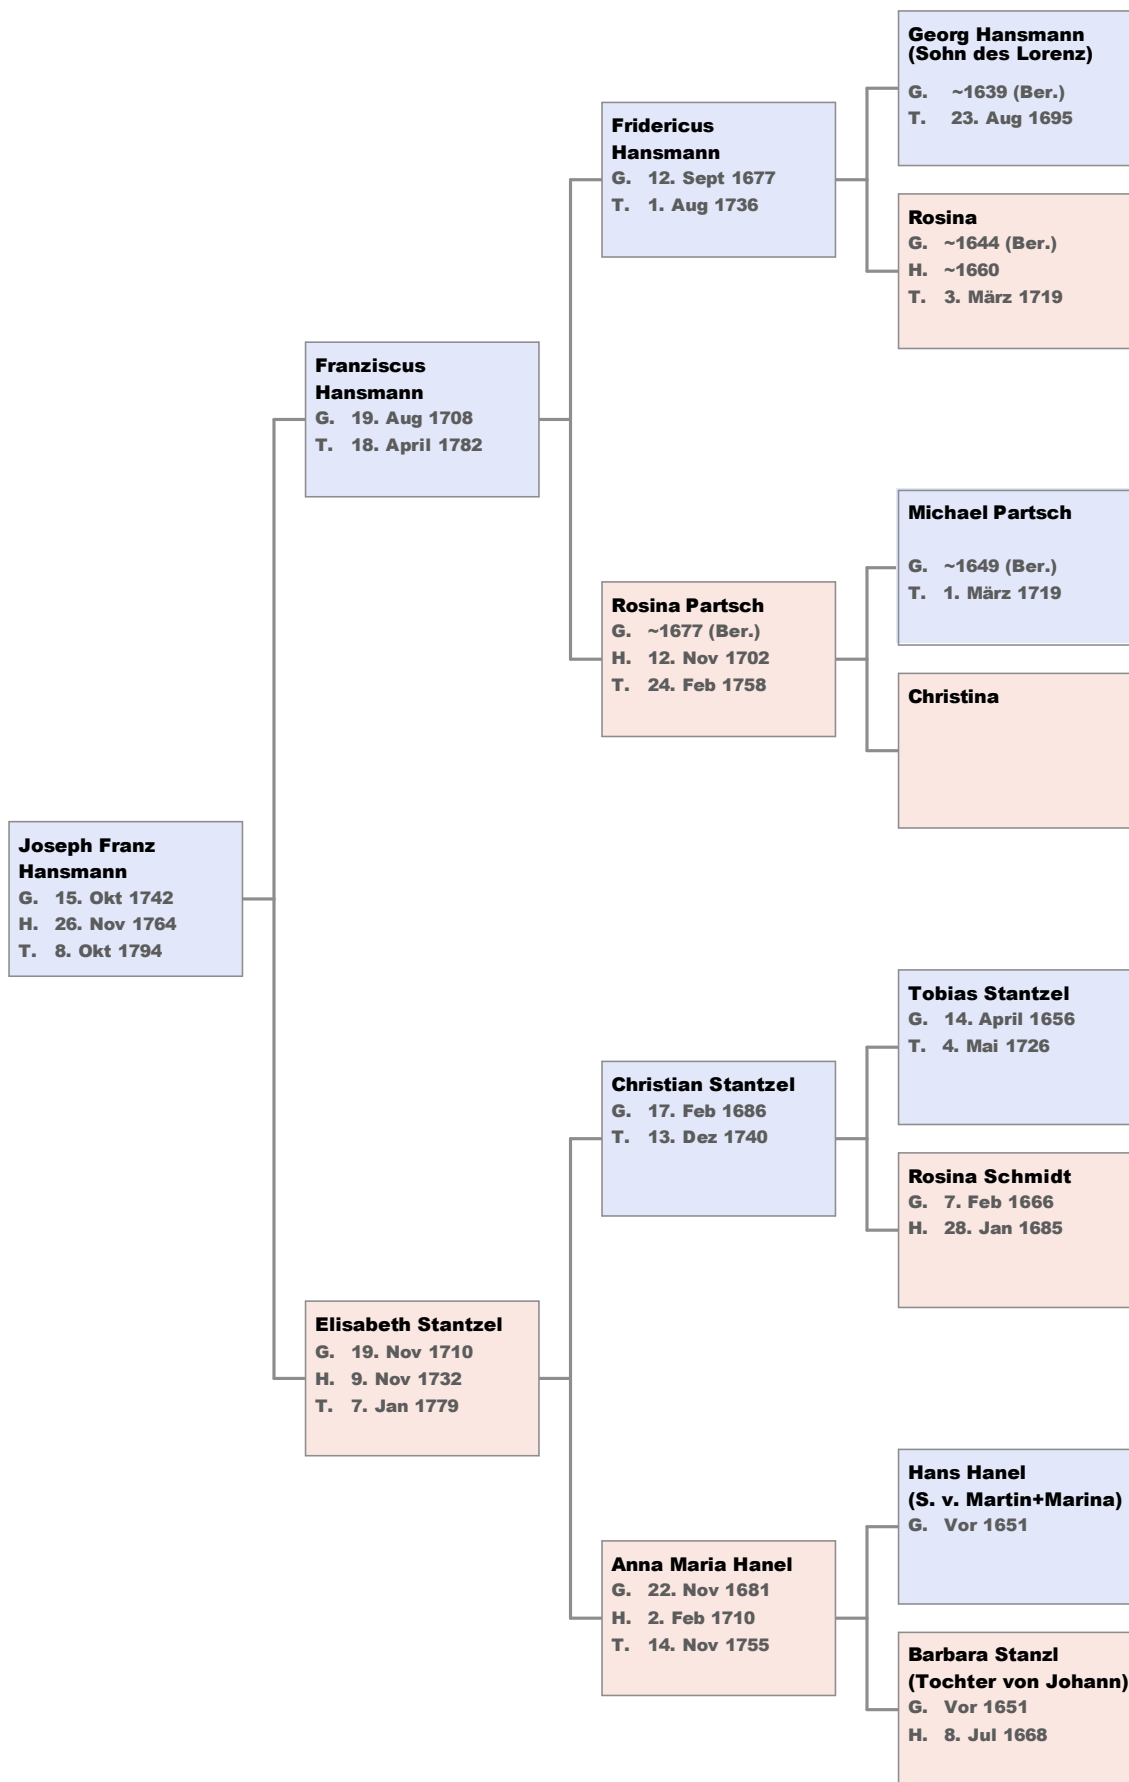 Georg Hansmann
(Sohn des Lorenz)
G. ~1639 (Ber.)
T. 23. Aug 1695
Fridericus
Hansmann
G. 12. Sept 1677
T. 1. Aug 1736
Rosina
G. ~1644 (Ber.)
H. ~1660
T. 3. März 1719
Franziscus
Hansmann
G. 19. Aug 1708
T. 18. April 1782
Michael Partsch
G. ~1649 (Ber.)
T. 1. März 1719
Rosina Partsch
G. ~1677 (Ber.)
H. 12. Nov 1702
T. 24. Feb 1758
Christina
Joseph Franz
Hansmann
G. 15. Okt 1742
H. 26. Nov 1764
T. 8. Okt 1794
Tobias Stantzel
G. 14. April 1656
T. 4. Mai 1726
Christian Stantzel
G. 17. Feb 1686
T. 13. Dez 1740
Rosina Schmidt
G. 7. Feb 1666
H. 28. Jan 1685
Elisabeth Stantzel
G. 19. Nov 1710
H. 9. Nov 1732
T. 7. Jan 1779
Hans Hanel
(S. v. Martin+Marina)
G. Vor 1651
Anna Maria Hanel
G. 22. Nov 1681
H. 2. Feb 1710
T. 14. Nov 1755
Barbara Stanzl
(Tochter von Johann)
G. Vor 1651
H. 8. Jul 1668